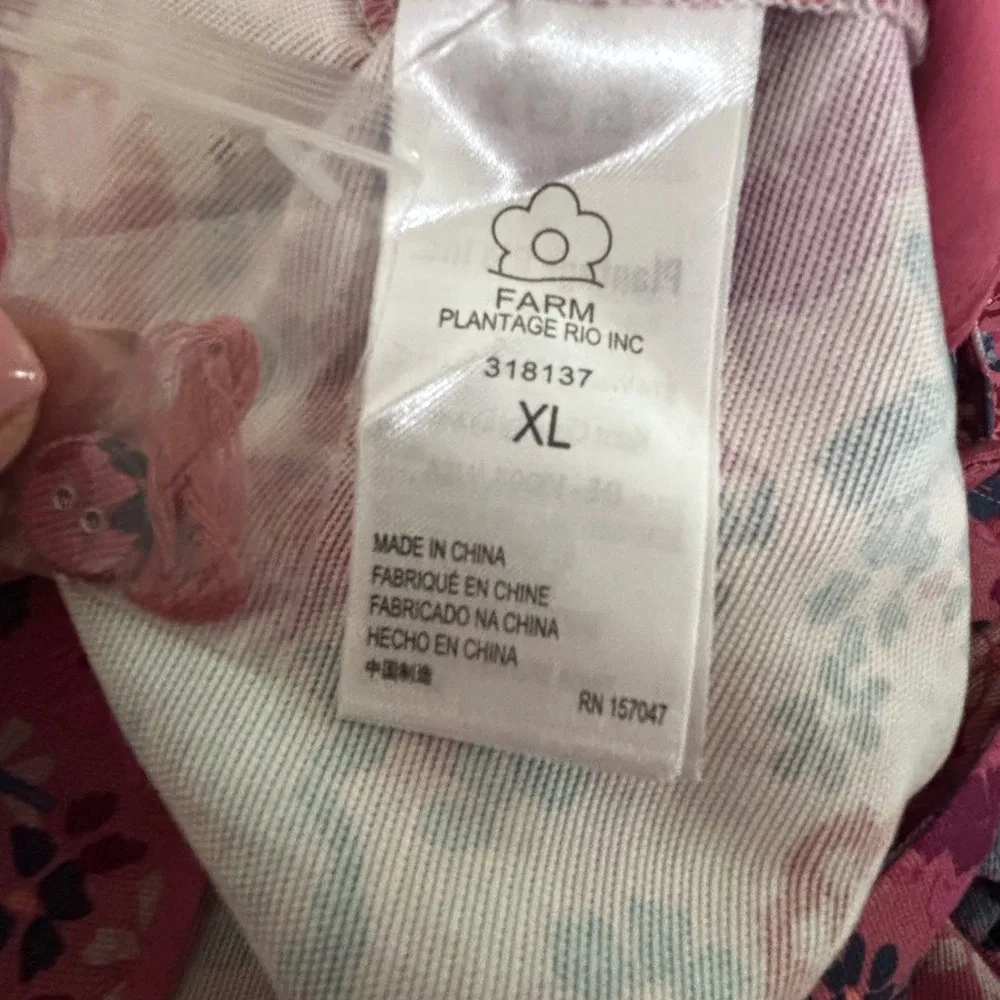 FARM
PLANTAGE RIO INC
318137
XL
MADE IN CHINA
FABRIQUÉ EN CHINE
FABRICADO NA CHINA
HECHO EN CHINA
中国制造
RN 157047